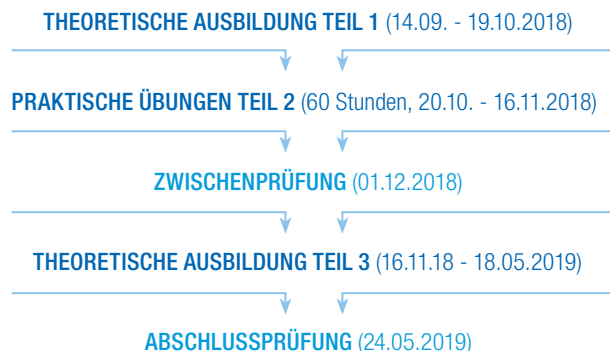 THEORETISCHE AUSBILDUNG TEIL 1 (14.09. - 19.10.2018)
PRAKTISCHE ÜBUNGEN TEIL 2 (60 Stunden, 20.10. - 16.11.2018)
ZWISCHENPRÜFUNG (01.12.2018)
THEORETISCHE AUSBILDUNG TEIL 3 (16.11.18 - 18.05.2019)
ABSCHLUSSPRÜFUNG (24.05.2019)